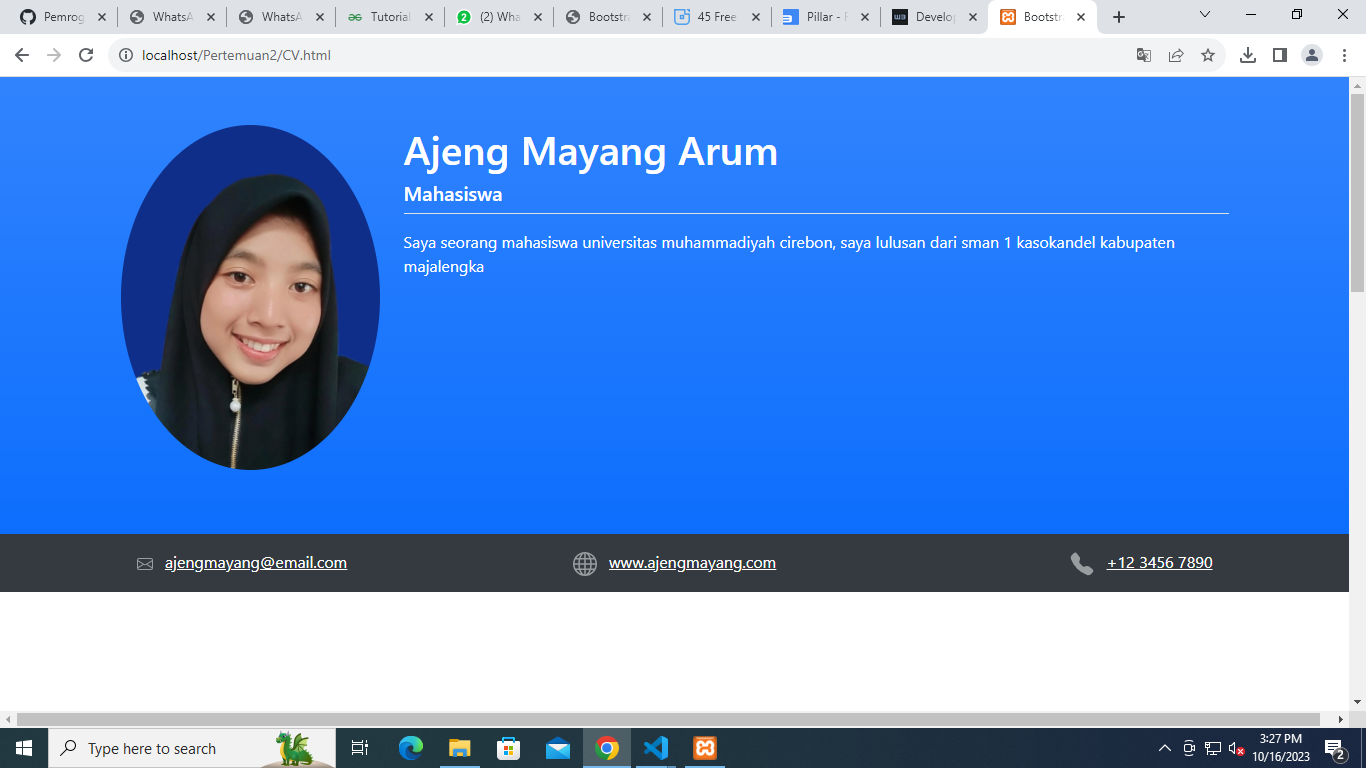 Pemrog
WhatsA
WhatsA
Tutorial
(2) Wha
Bootstra
45 Free
Pillar - F
Develop
Bootstr
localhost/Pertemuan2/CV.html
Ajeng Mayang Arum
Mahasiswa
Saya seorang mahasiswa universitas muhammadiyah cirebon, saya lulusan dari sman 1 kasokandel kabupaten
majalengka
ajengmayang@email.com
www.ajengmayang.com
+12 3456 7890
Type here to search
3:27 PM
10/16/2023
2